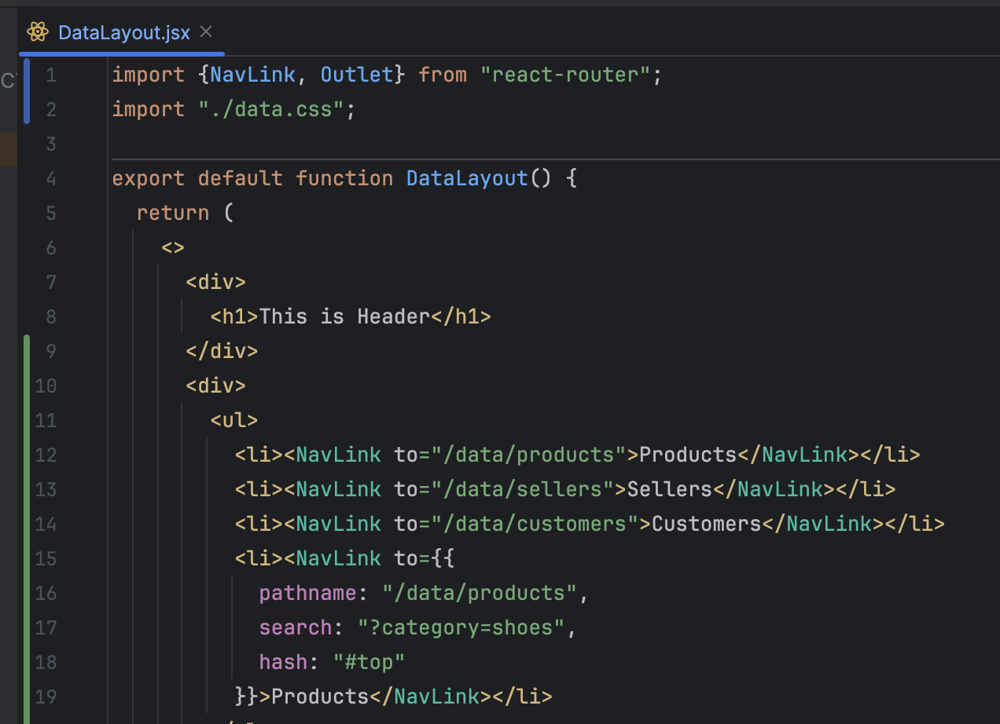 DataLayout.jsx
1 import {NavLink, Outlet} from "react-router";
2 import "./data.css";
3
4 export default function DataLayout() {
5   return (
6     <>
7       <div>
8         <h1>This is Header</h1>
9       </div>
10       <div>
11         <ul>
12           <li><NavLink to="/data/products">Products</NavLink></li>
13           <li><NavLink to="/data/sellers">Sellers</NavLink></li>
14           <li><NavLink to="/data/customers">Customers</NavLink></li>
15           <li><NavLink to={{
16             pathname: "/data/products",
17             search: "?category=shoes",
18             hash: "#top"
19           }}>Products</NavLink></li>